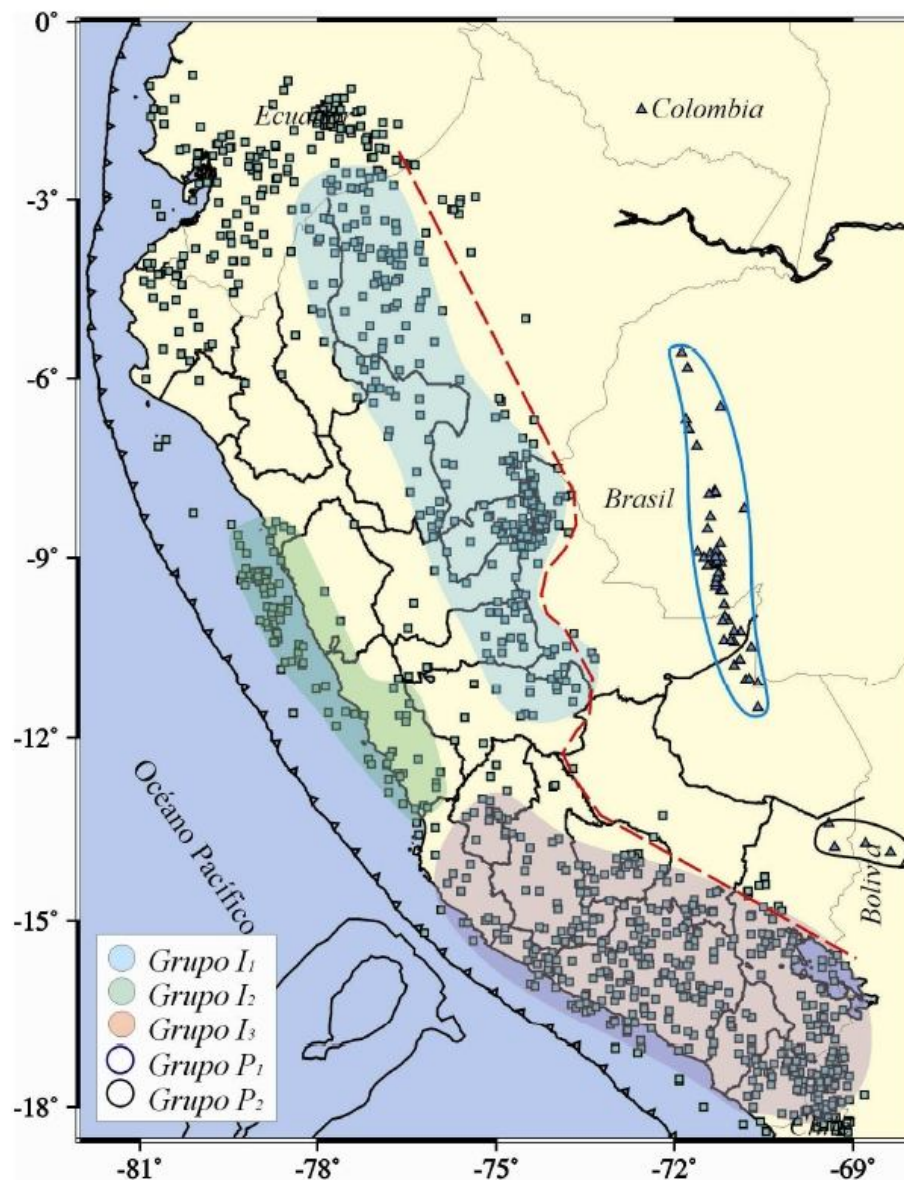 0°
Ecuador
Colombia
-3°
-6°
Brasil
-9°
-12°
Océano Pacífico
Bolivia
-15°
Grupo I₁
Grupo I₂
Grupo I₃
Grupo P₁
Grupo P₂
-18°
-81°
-78°
-75°
-72°
-69°